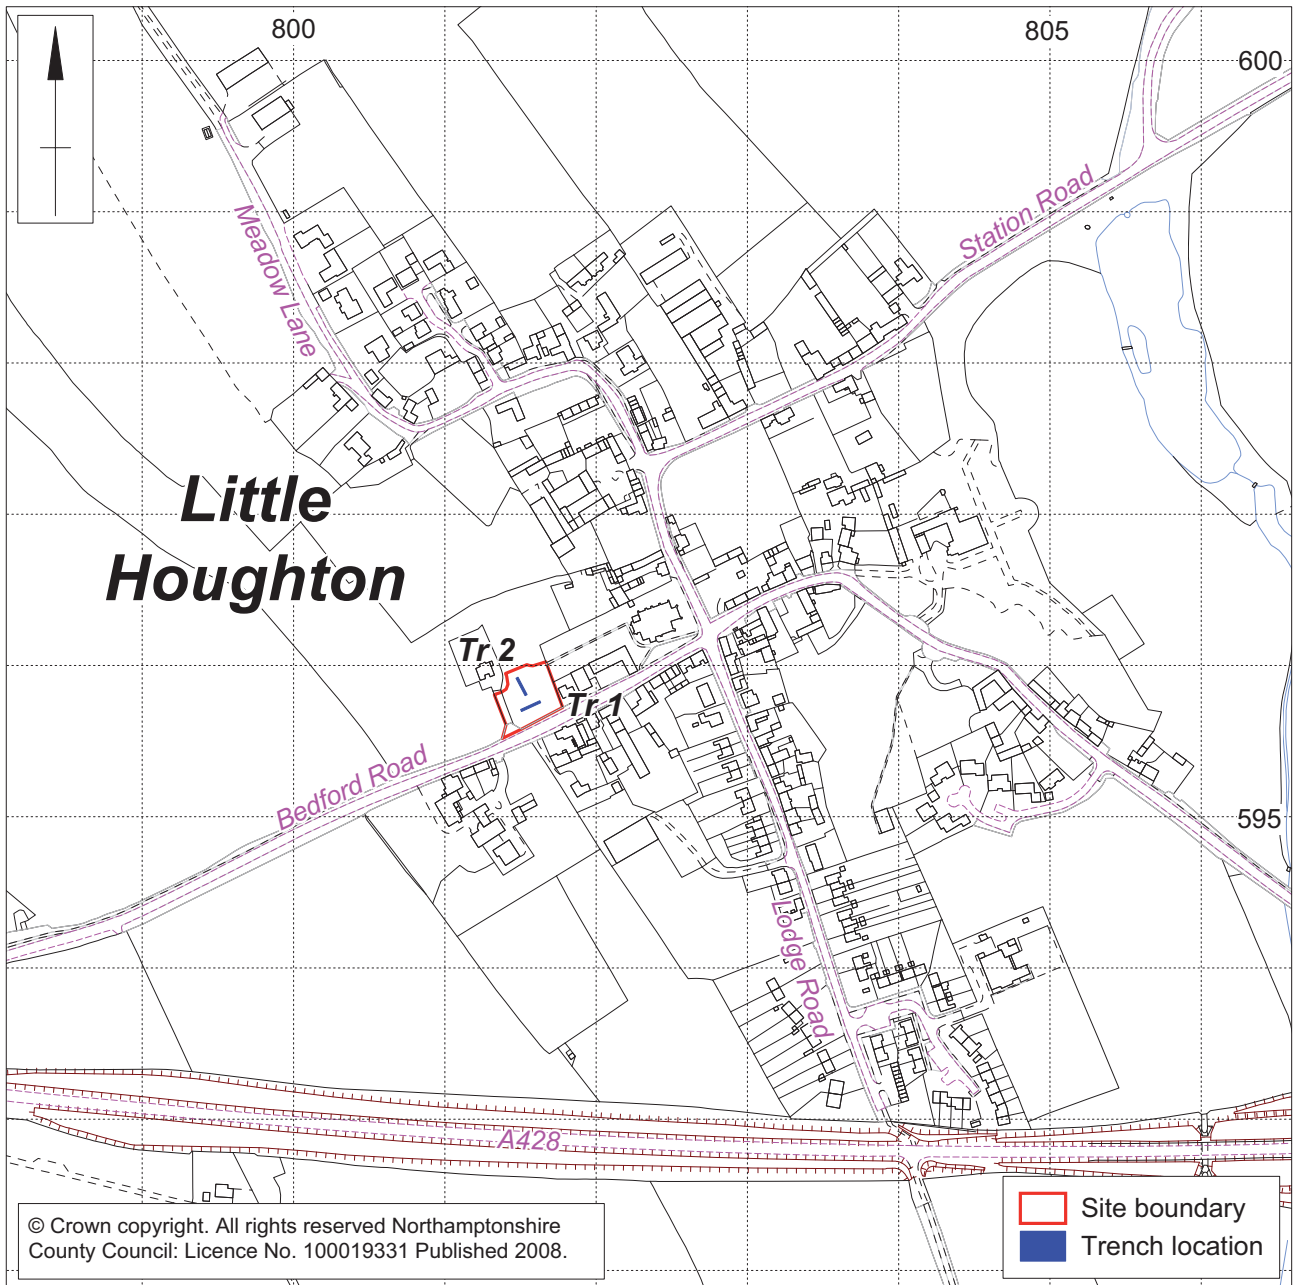 800
805
600
Meadow Lane
Station Road
Little
Houghton
Tr 2
Tr 1
Bedford Road
595
Lodge Road
A428
© Crown copyright. All rights reserved Northamptonshire
County Council: Licence No. 100019331 Published 2008.
Site boundary
Trench location